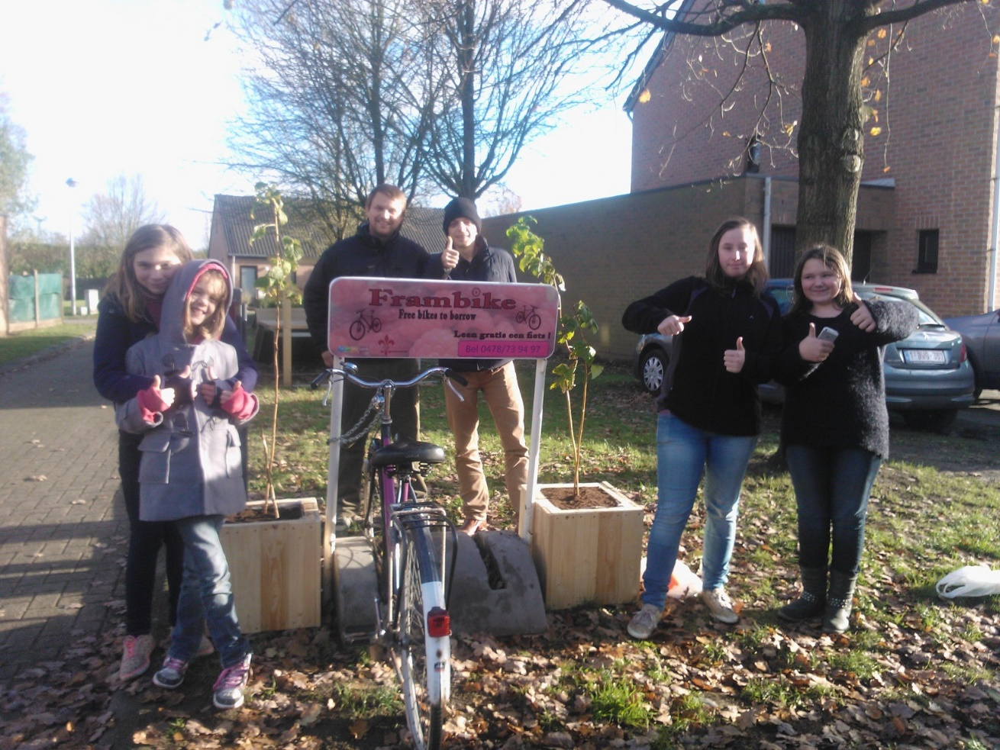 Frambike
Free bikes to borrow
Leen gratis een fiets !
Bel 0478/73 94 97